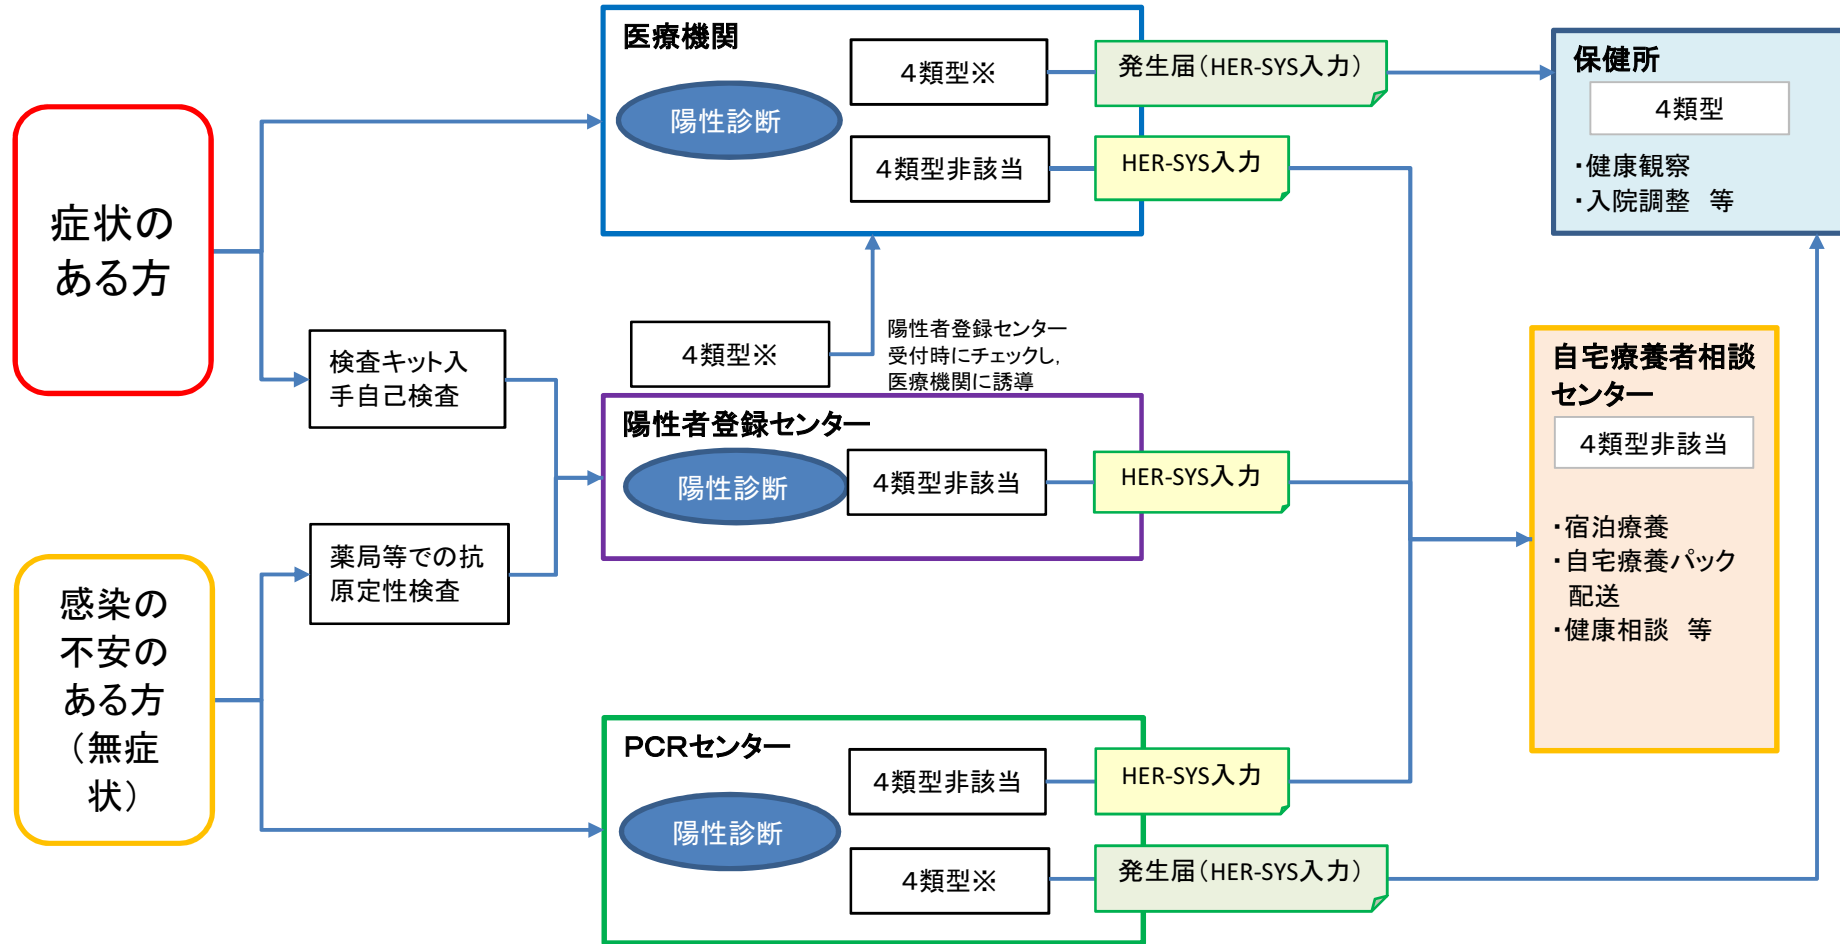 症状の
ある方
感染の
不安の
ある方
（無症
状）
検査キット入
手自己検査
薬局等での抗
原定性検査
医療機関
陽性診断
４類型※
発生届（HER-SYS入力）
４類型非該当
HER-SYS入力
４類型※
陽性者登録センター
受付時にチェックし，
医療機関に誘導
陽性者登録センター
陽性診断
４類型非該当
HER-SYS入力
PCRセンター
陽性診断
４類型非該当
HER-SYS入力
４類型※
発生届（HER-SYS入力）
保健所
４類型
・健康観察
・入院調整　等
自宅療養者相談
センター
４類型非該当
・宿泊療養
・自宅療養パック
配送
・健康相談　等